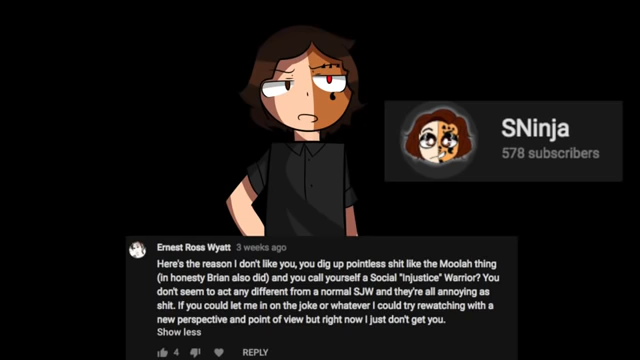 SNinja
578 subscribers
Ernest Ross Wyatt 3 weeks ago
Here's the reason I don't like you, you dig up pointless shit like the Moolah thing
(in honesty Brian also did) and you call yourself a Social "Injustice" Warrior? You
don't seem to act any different from a normal SJW and they're all annoying as
shit. If you could let me in on the joke or whatever I could try rewatching with a
new perspective and point of view but right now I just don't get you.
Show less
4 REPLY